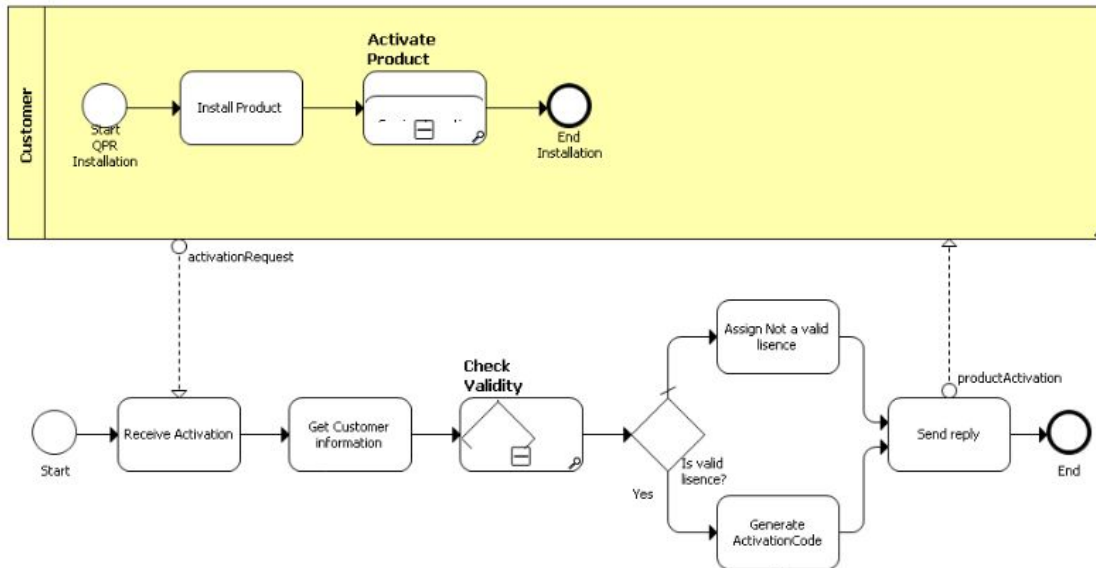 Customer
Activate
Product
Install Product
Start
QPR
Installation
End
Installation
activationRequest
Assign Not a valid
lisence
Check
Validity
productActivation
Receive Activation
Get Customer
information
Send reply
Start
Is valid
lisence?
End
Yes
Generate
ActivationCode